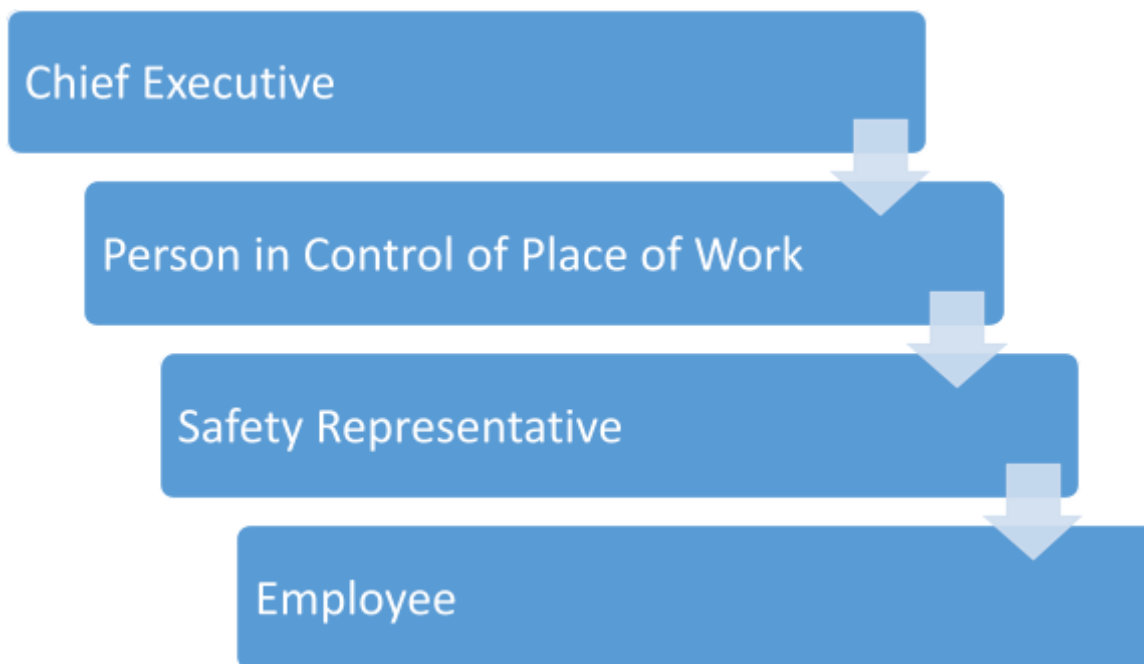 Chief Executive
Person in Control of Place of Work
Safety Representative
Employee